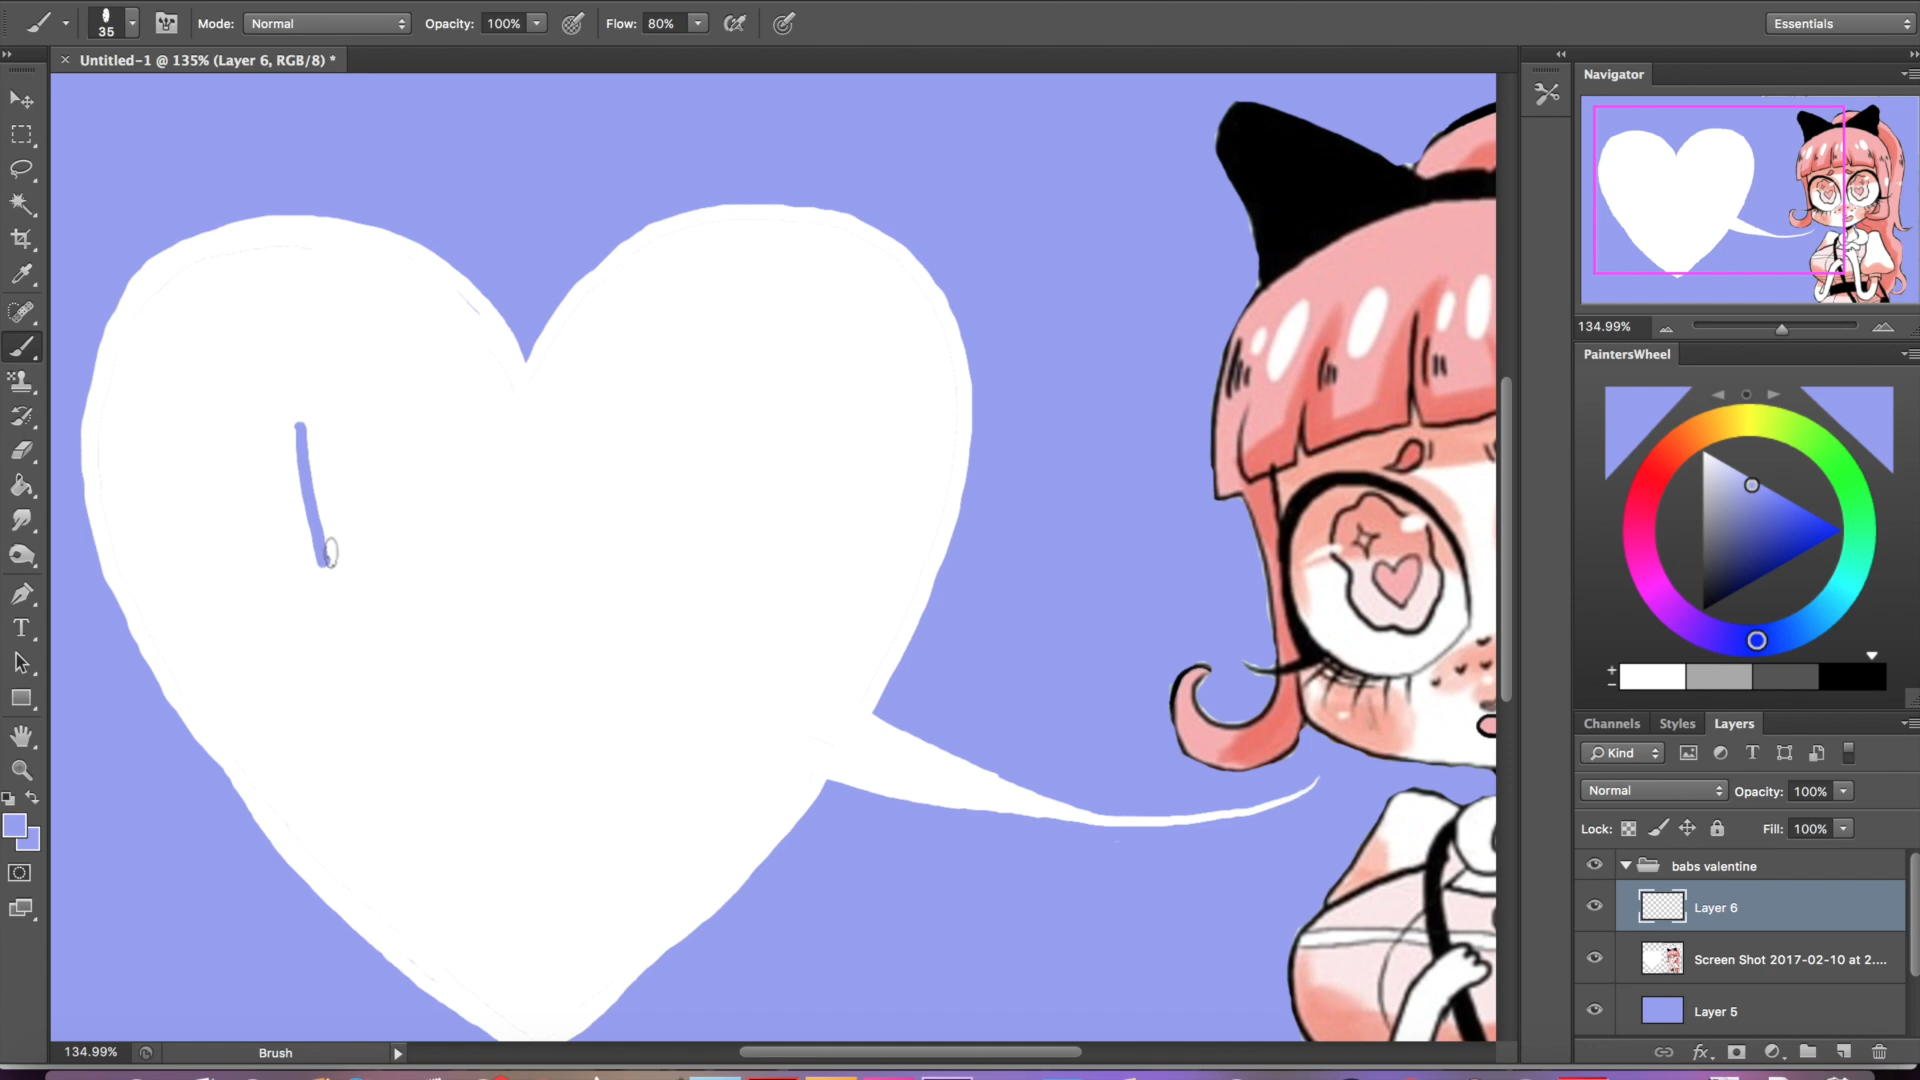 35
Mode: Normal
Opacity: 100%
Flow: 80%
Essentials
× Untitled-1 @ 135% (Layer 6, RGB/8) *
Navigator
134.99%
PaintersWheel
+
−
Channels Styles Layers
Kind
Normal Opacity: 100%
Lock: Fill: 100%
babs valentine
Layer 6
Screen Shot 2017-02-10 at 2....
Layer 5
fx
134.99% Brush